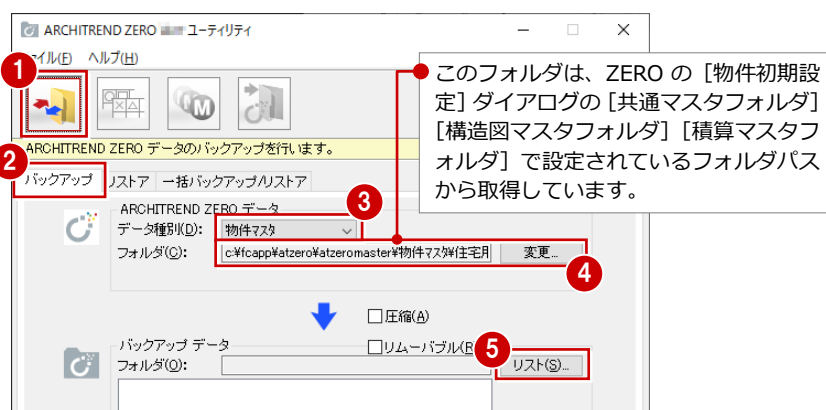 ARCHITREND ZERO ユーティリティ
ァイル(F) ヘルプ(H)
1
このフォルダは、ZERO の［物件初期設
定］ダイアログの［共通マスタフォルダ］
［構造図マスタフォルダ］［積算マスタフ
ォルダ］で設定されているフォルダパス
から取得しています。
ARCHITREND ZERO データのバックアップを行います。
2
バックアップ リストア 一括バックアップ/リストア
3
ARCHITREND ZERO データ
データ種別(D): 物件マスタ
フォルダ(C): c:¥fcapp¥atzero¥atzeromaster¥物件マスタ¥住宅用 変更...
4
圧縮(A)
バックアップ データ
リムーバブル(R
5
フォルダ(O): リスト(S)...